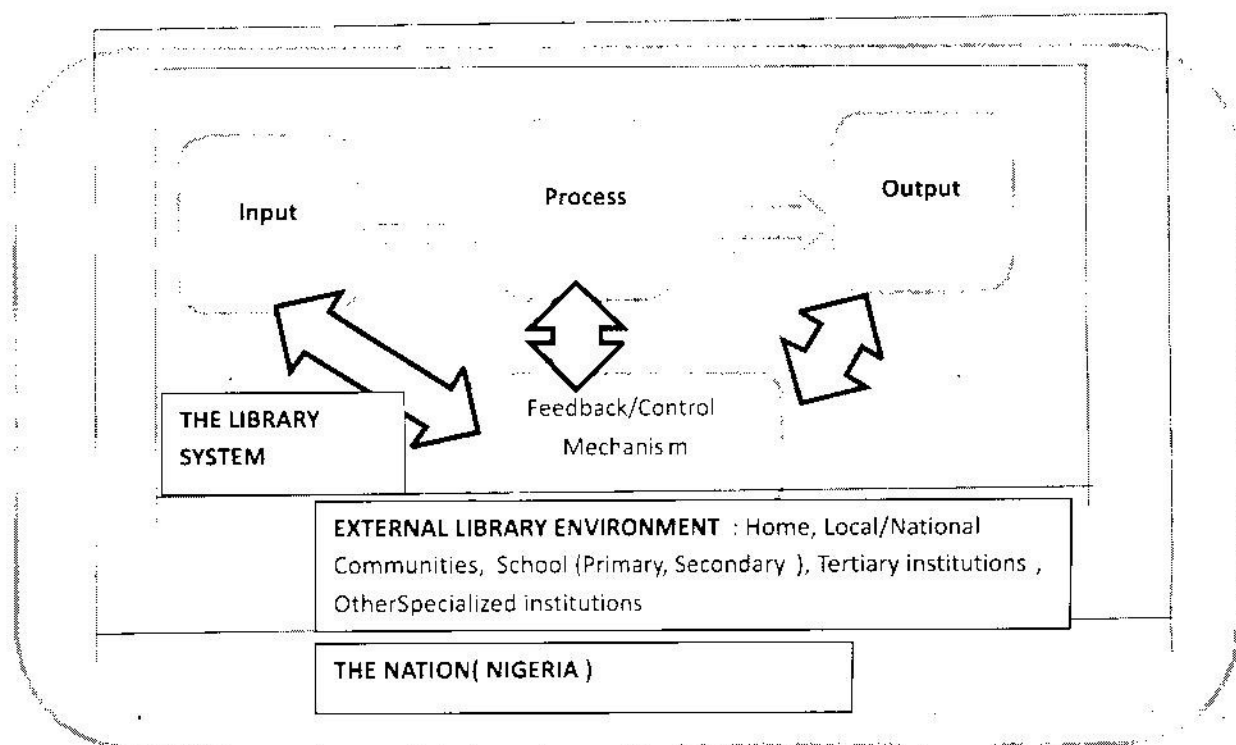 Input
Process
Output
Feedback/Control
Mechanism
THE LIBRARY
SYSTEM
EXTERNAL LIBRARY ENVIRONMENT : Home, Local/National
Communities, School (Primary, Secondary ), Tertiary institutions ,
OtherSpecialized institutions
THE NATION( NIGERIA )